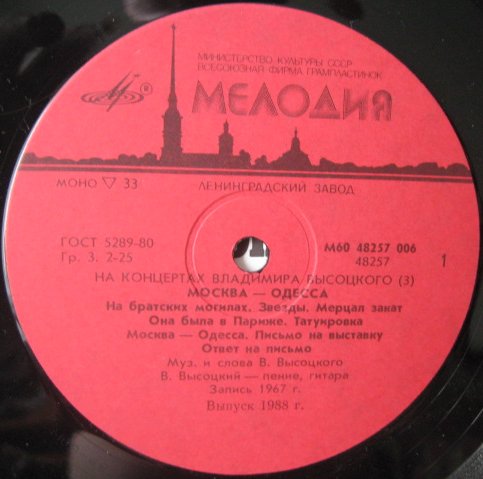 МИНИСТЕРСТВО КУЛЬТУРЫ СССР
ВСЕСОЮЗНАЯ ФИРМА ГРАМПЛАСТИНОК
® МЕЛОДИЯ
МОНО ▽ 33 ЛЕНИНГРАДСКИЙ ЗАВОД
ГОСТ 5289-80 М60 48257 006
Гр. 3. 2-25 48257 1
НА КОНЦЕРТАХ ВЛАДИМИРА ВЫСОЦКОГО (3)
МОСКВА — ОДЕССА
На братских могилах. Звезды. Мерцал закат
Она была в Париже. Татуировка
Москва — Одесса. Письмо на выставку
Ответ на письмо
Муз. и слова В. Высоцкого
В. Высоцкий — пение, гитара
Запись 1967 г.
Выпуск 1988 г.